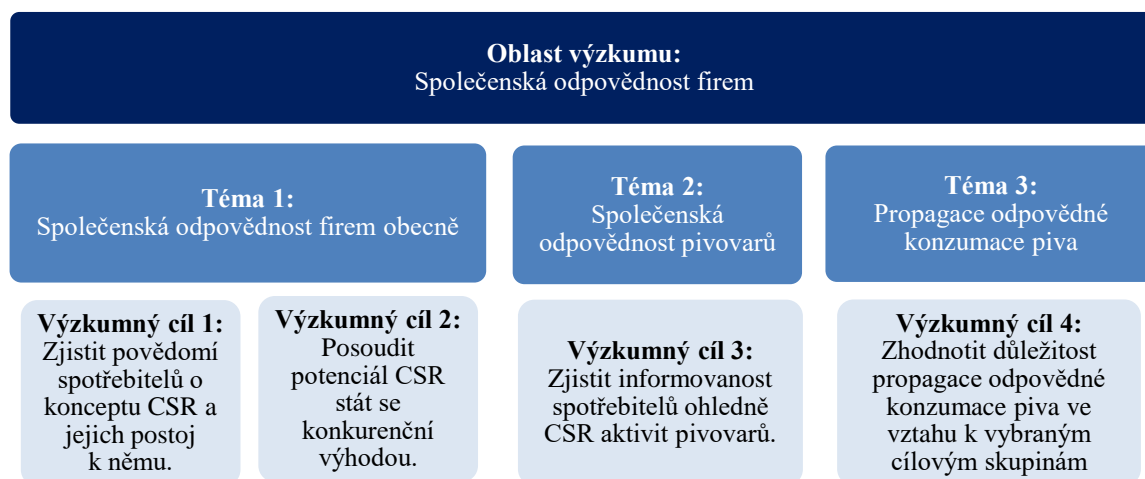 Oblast výzkumu:
Společenská odpovědnost firem
Téma 1:
Společenská odpovědnost firem obecně
Téma 2:
Společenská
odpovědnost pivovarů
Téma 3:
Propagace odpovědné
konzumace piva
Výzkumný cíl 1:
Zjistit povědomí
spotřebitelů o
konceptu CSR a
jejich postoj
k němu.
Výzkumný cíl 2:
Posoudit
potenciál CSR
stát se
konkurenční
výhodou.
Výzkumný cíl 3:
Zjistit informovanost
spotřebitelů ohledně
CSR aktivit pivovarů.
Výzkumný cíl 4:
Zhodnotit důležitost
propagace odpovědné
konzumace piva ve
vztahu k vybraným
cílovým skupinám